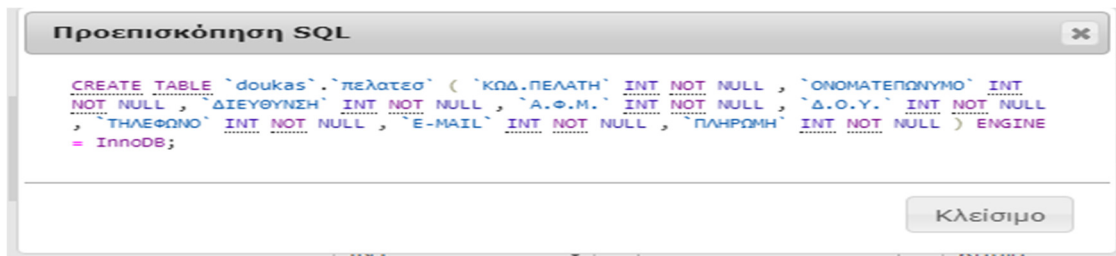 Προεπισκόπηση SQL
CREATE TABLE `doukas`.`πελατεσ` ( `ΚΩΔ.ΠΕΛΑΤΗ` INT NOT NULL , `ΟΝΟΜΑΤΕΠΩΝΥΜΟ` INT
NOT NULL , `ΔΙΕΥΘΥΝΣΗ` INT NOT NULL , `Α.Φ.Μ.` INT NOT NULL , `Δ.Ο.Υ.` INT NOT NULL
, `ΤΗΛΕΦΩΝΟ` INT NOT NULL , `E-MAIL` INT NOT NULL , `ΠΛΗΡΩΜΗ` INT NOT NULL ) ENGINE
= InnoDB;
Κλείσιμο